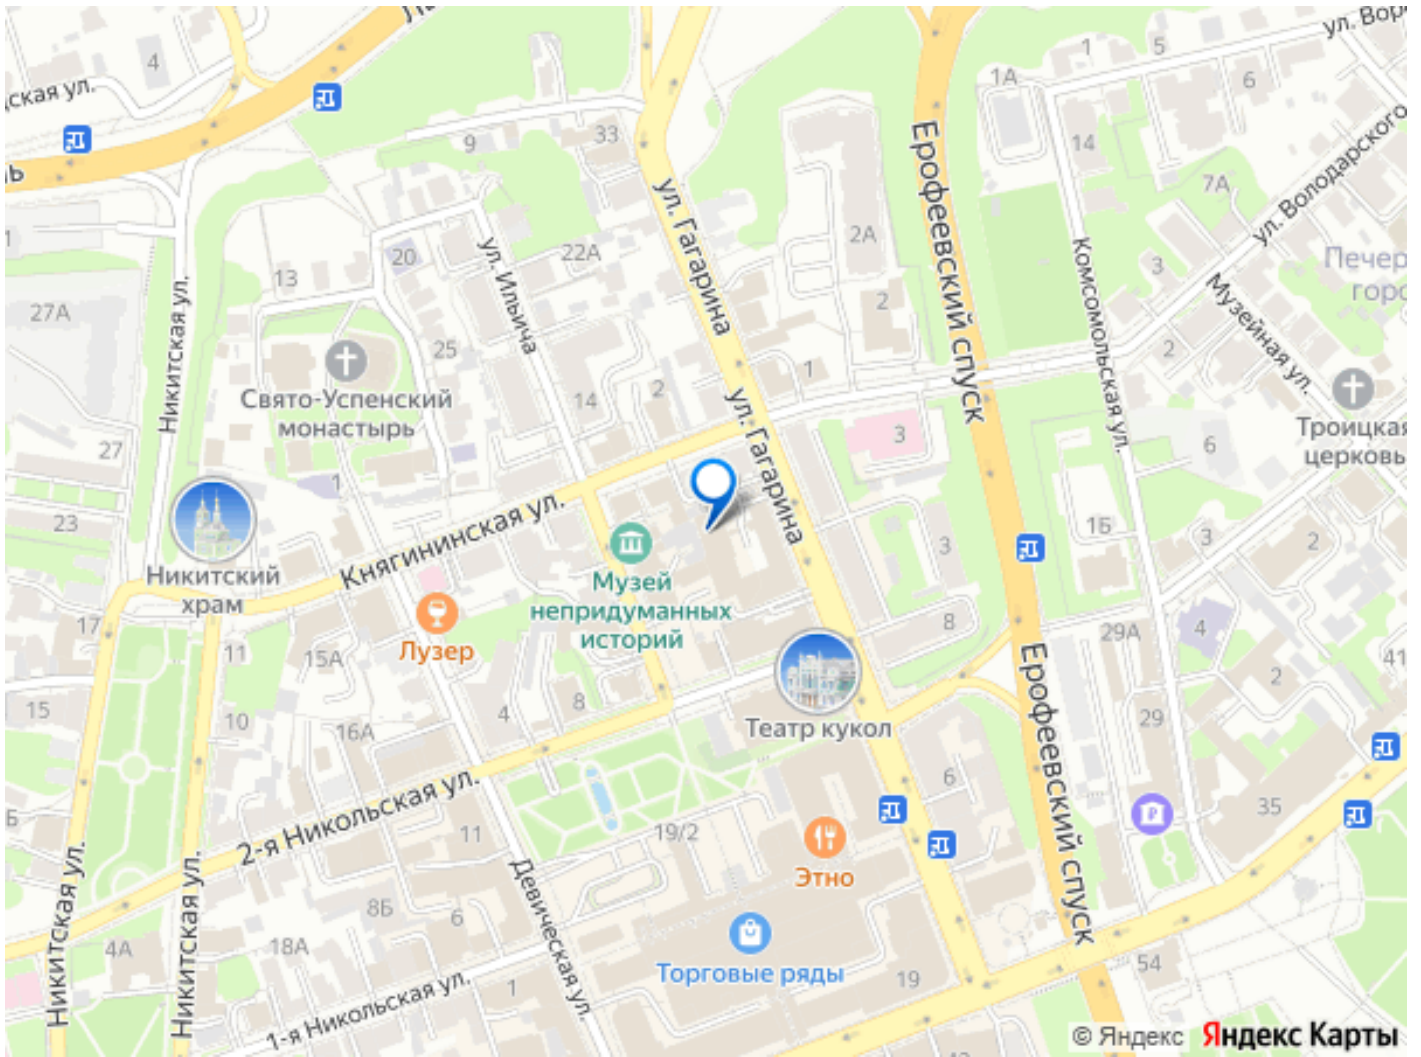 ул. Вор
ская ул.
4
1
5
6
1А
33
9
14
7А
ул. Володарского
ул. Гагарина
Ерофеевский спуск
2А
22А
20
13
1
27А
ул. Ильича
Никитская ул.
Комсомольская ул.
3
Печер
горо
Музейная ул.
2
25
2
1
2
14
Свято-Успенский
монастырь
ул. Гагарина
3
Троицкая
церковь
6
27
1
23
Княгининская ул.
1Б
3
3
2
Никитский
храм
Музей
непридуманных
историй
Лузер
17
11
15А
8
29А
4
41
2
15
10
16А
4
8
Театр кукол
29
Ерофеевский спуск
6
35
2-я Никольская ул.
11
19/2
Этно
Б
Никитская ул.
Никитская ул.
Девическая ул.
8Б
6
4А
18А
Торговые ряды
19
54
1
1-я Никольская ул.
© Яндекс Яндекс Карты